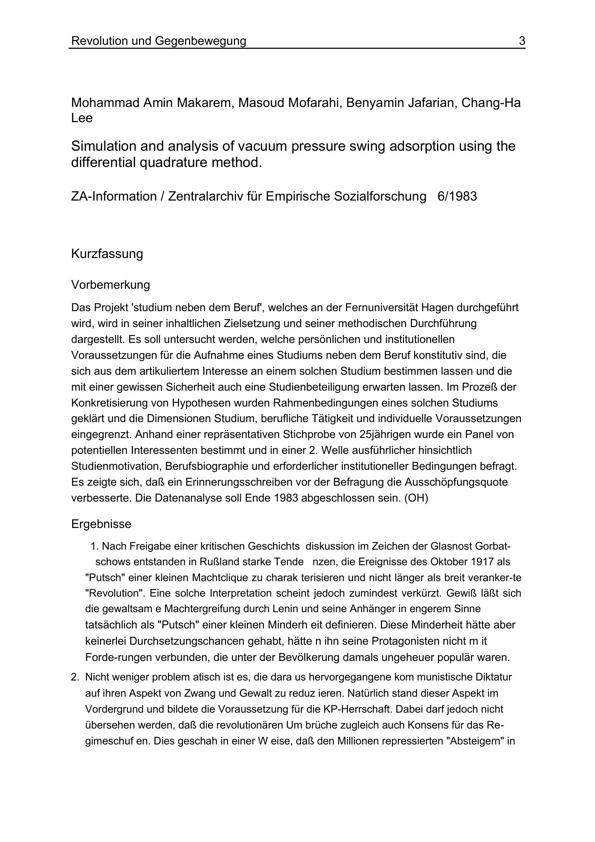 Revolution und Gegenbewegung 3
Mohammad Amin Makarem, Masoud Mofarahi, Benyamin Jafarian, Chang-Ha
Lee
Simulation and analysis of vacuum pressure swing adsorption using the
differential quadrature method.
ZA-Information / Zentralarchiv für Empirische Sozialforschung 6/1983
Kurzfassung
Vorbemerkung
Das Projekt 'studium neben dem Beruf', welches an der Fernuniversität Hagen durchgeführt
wird, wird in seiner inhaltlichen Zielsetzung und seiner methodischen Durchführung
dargestellt. Es soll untersucht werden, welche persönlichen und institutionellen
Voraussetzungen für die Aufnahme eines Studiums neben dem Beruf konstitutiv sind, die
sich aus dem artikuliertem Interesse an einem solchen Studium bestimmen lassen und die
mit einer gewissen Sicherheit auch eine Studienbeteiligung erwarten lassen. Im Prozeß der
Konkretisierung von Hypothesen wurden Rahmenbedingungen eines solchen Studiums
geklärt und die Dimensionen Studium, berufliche Tätigkeit und individuelle Voraussetzungen
eingegrenzt. Anhand einer repräsentativen Stichprobe von 25jährigen wurde ein Panel von
potentiellen Interessenten bestimmt und in einer 2. Welle ausführlicher hinsichtlich
Studienmotivation, Berufsbiographie und erforderlicher institutioneller Bedingungen befragt.
Es zeigte sich, daß ein Erinnerungsschreiben vor der Befragung die Ausschöpfungsquote
verbesserte. Die Datenanalyse soll Ende 1983 abgeschlossen sein. (OH)
Ergebnisse
1. Nach Freigabe einer kritischen Geschichts diskussion im Zeichen der Glasnost Gorbat-
schows entstanden in Rußland starke Tende nzen, die Ereignisse des Oktober 1917 als
"Putsch" einer kleinen Machtclique zu charak terisieren und nicht länger als breit veranker-te
"Revolution". Eine solche Interpretation scheint jedoch zumindest verkürzt. Gewiß läßt sich
die gewaltsam e Machtergreifung durch Lenin und seine Anhänger in engerem Sinne
tatsächlich als "Putsch" einer kleinen Minderh eit definieren. Diese Minderheit hätte aber
keinerlei Durchsetzungschancen gehabt, hätte n ihn seine Protagonisten nicht m it
Forde-rungen verbunden, die unter der Bevölkerung damals ungeheuer populär waren.
2. Nicht weniger problem atisch ist es, die dara us hervorgegangene kom munistische Diktatur
auf ihren Aspekt von Zwang und Gewalt zu reduz ieren. Natürlich stand dieser Aspekt im
Vordergrund und bildete die Voraussetzung für die KP-Herrschaft. Dabei darf jedoch nicht
übersehen werden, daß die revolutionären Um brüche zugleich auch Konsens für das Re-
gimeschuf en. Dies geschah in einer W eise, daß den Millionen repressierten "Absteigern" in